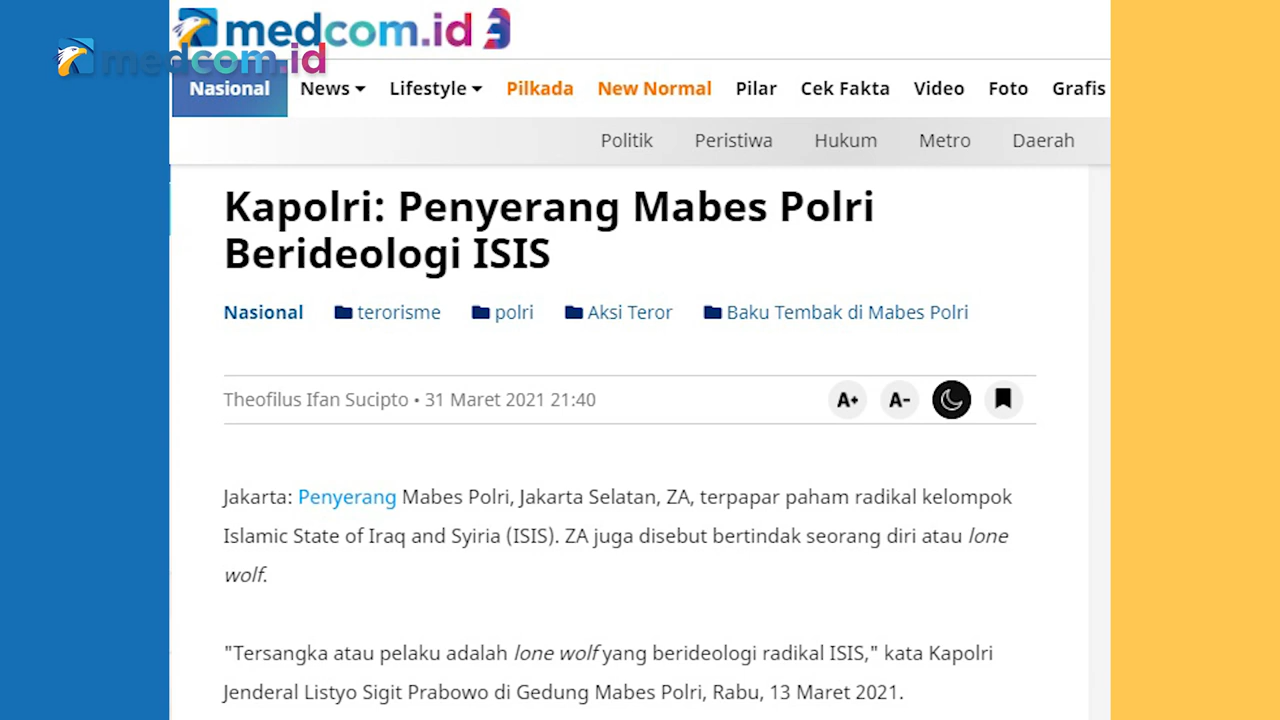 medcom.id
medcom.id
Nasional News Lifestyle Pilkada New Normal Pilar Cek Fakta Video Foto Grafis
Politik Peristiwa Hukum Metro Daerah
Kapolri: Penyerang Mabes Polri
Berideologi ISIS
Nasional terorisme polri Aksi Teror Baku Tembak di Mabes Polri
Theofilus Ifan Sucipto • 31 Maret 2021 21:40 A+ A-
Jakarta: Penyerang Mabes Polri, Jakarta Selatan, ZA, terpapar paham radikal kelompok
Islamic State of Iraq and Syiria (ISIS). ZA juga disebut bertindak seorang diri atau lone
wolf.
"Tersangka atau pelaku adalah lone wolf yang berideologi radikal ISIS," kata Kapolri
Jenderal Listyo Sigit Prabowo di Gedung Mabes Polri, Rabu, 13 Maret 2021.